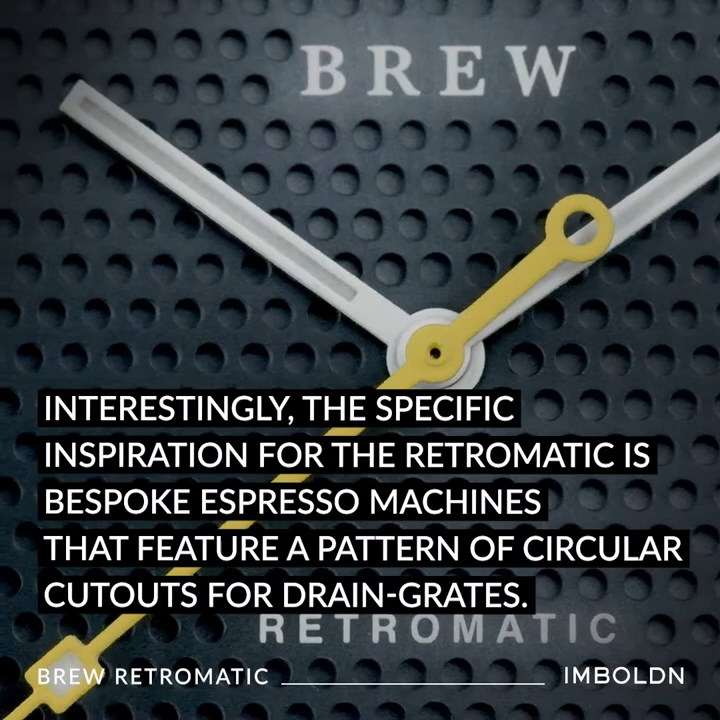 BREW
INTERESTINGLY, THE SPECIFIC
INSPIRATION FOR THE RETROMATIC IS
BESPOKE ESPRESSO MACHINES
THAT FEATURE A PATTERN OF CIRCULAR
CUTOUTS FOR DRAIN-GRATES.
RETROMATIC
BREW RETROMATIC IMBOLDN